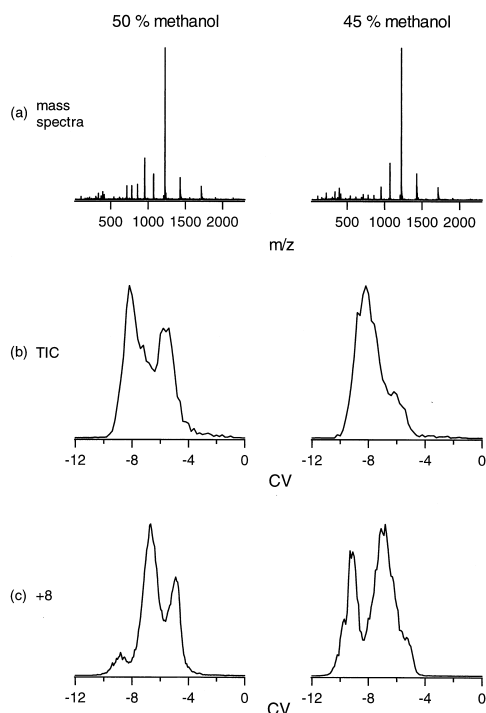 50 % methanol 45 % methanol
(a) mass
spectra
500 1000 1500 2000 500 1000 1500 2000
m/z
(b) TIC
-12 -8 -4 0 -12 -8 -4 0
CV
(c) +8
-12 -8 -4 0 -12 -8 -4 0
CV